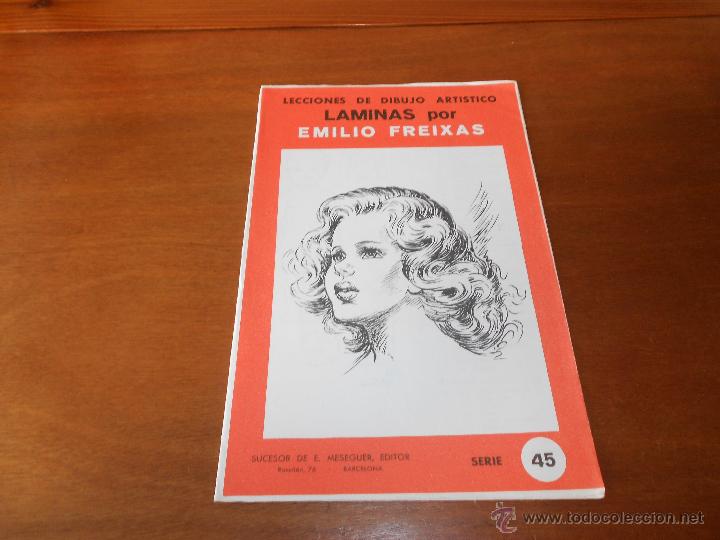 LECCIONES DE DIBUJO ARTISTICO
LAMINAS por
EMILIO FREIXAS
SUCESOR DE E. MESEGUER, EDITOR
Rosellón, 76 - BARCELONA
SERIE 45
© www.todocoleccion.net